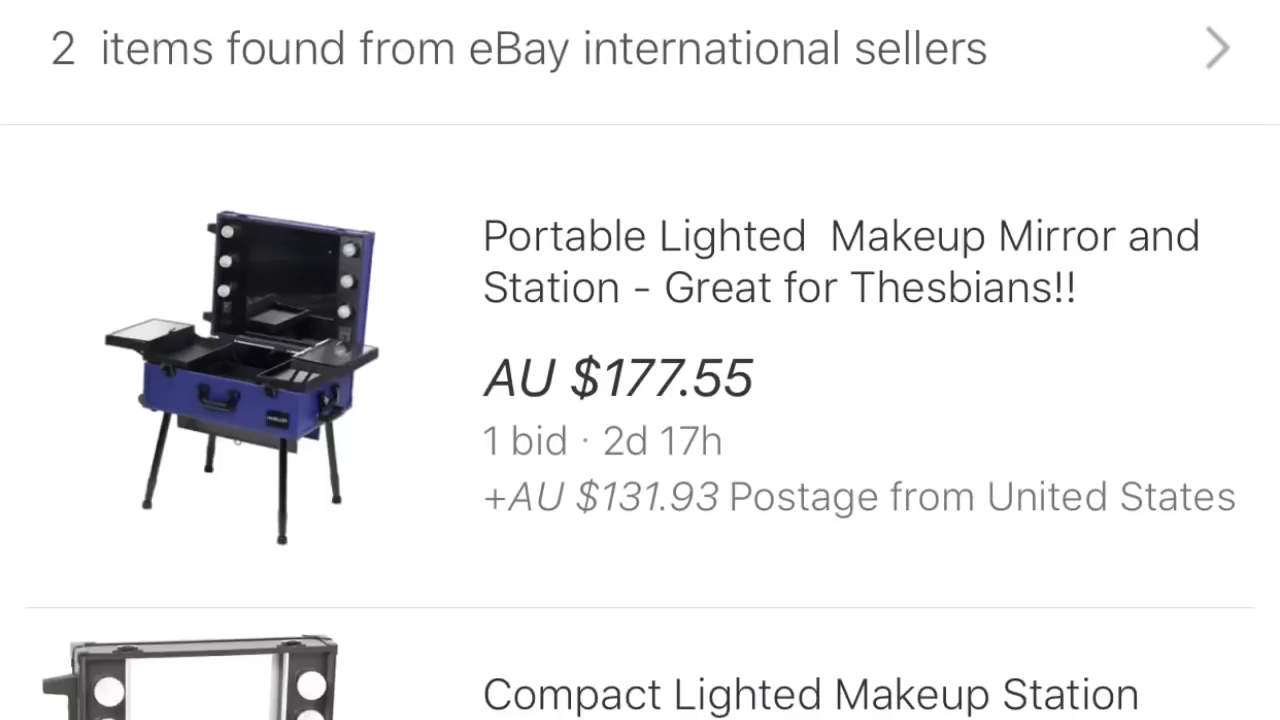 2 items found from eBay international sellers
Portable Lighted Makeup Mirror and
Station - Great for Thesbians!!
AU $177.55
1 bid · 2d 17h
+AU $131.93 Postage from United States
Compact Lighted Makeup Station